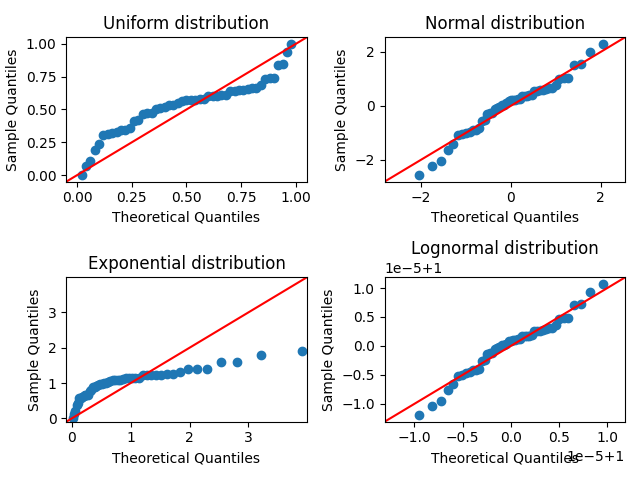 Uniform distribution
1.00
0.75
0.50
0.25
0.00
Sample Quantiles
0.00 0.25 0.50 0.75 1.00
Theoretical Quantiles
Normal distribution
2
0
−2
Sample Quantiles
−2 0 2
Theoretical Quantiles
Exponential distribution
3
2
1
0
Sample Quantiles
0 1 2 3
Theoretical Quantiles
Lognormal distribution
1e−5+1
1.0
0.5
0.0
−0.5
−1.0
Sample Quantiles
−1.0 −0.5 0.0 0.5 1.0
Theoretical Quantiles
1e−5+1